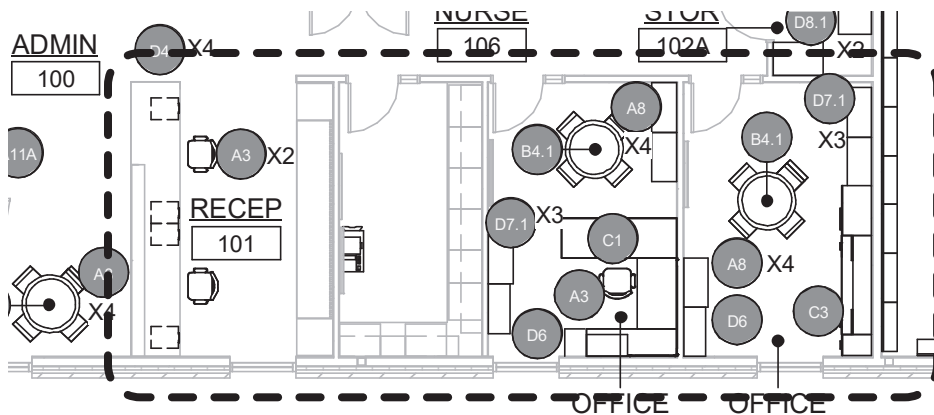 NURSE
106
STOR
102A
D8.1
X2
ADMIN
100
D4
X4
A8
X4
B4.1
D7.1
X3
B4.1
A11A
A3
X2
RECEP
101
D7.1
X3
C1
A8
X4
X4
A3
D6
D6
C3
OFFICE
OFFICE